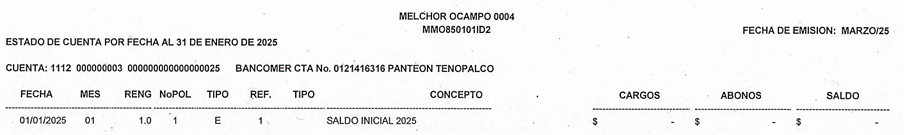 MELCHOR OCAMPO 0004
MMO850101ID2
FECHA DE EMISION: MARZO/25
ESTADO DE CUENTA POR FECHA AL 31 DE ENERO DE 2025
CUENTA: 1112 000000003 000000000000000025 BANCOMER CTA No. 0121416316 PANTEON TENOPALCO
FECHA MES RENG NoPOL TIPO REF. TIPO CONCEPTO CARGOS ABONOS SALDO
01/01/2025 01 1.0 1 E 1 SALDO INICIAL 2025 $ - $ - $ -